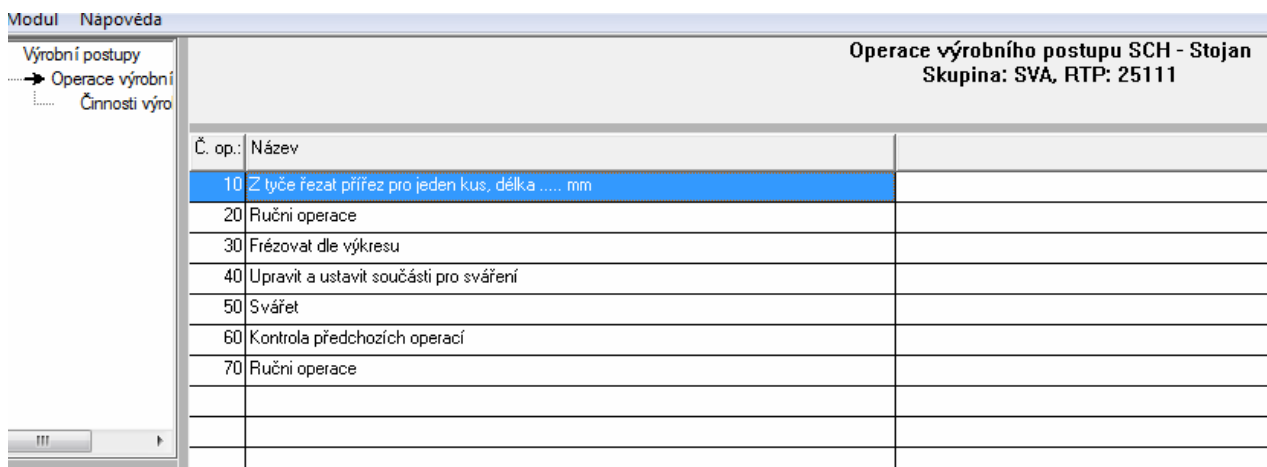 Modul Nápověda
Výrobní postupy
Operace výrobní
Činnosti výro
Operace výrobního postupu SCH - Stojan
Skupina: SVA, RTP: 25111
Č. op.: Název
10 Z tyče řezat přířez pro jeden kus, délka ..... mm
20 Ručni operace
30 Frézovat dle výkresu
40 Upravit a ustavit součásti pro sváření
50 Svářet
60 Kontrola předchozích operací
70 Ručni operace